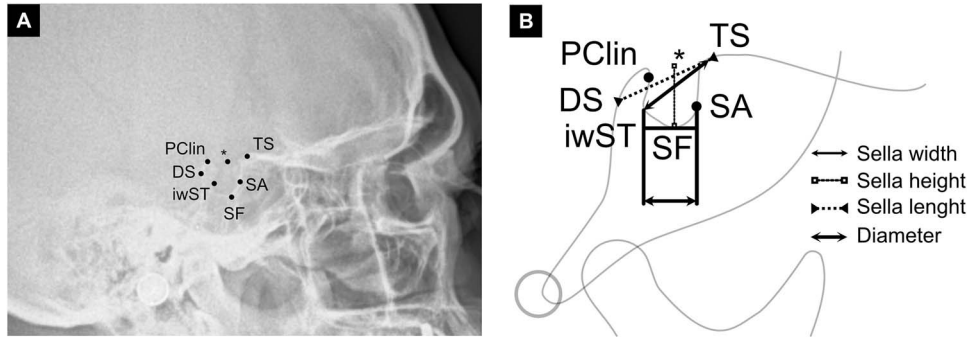 A
PClin
*
TS
DS
SA
iwST
SF
B
TS
*
PClin
DS
SA
iwST
SF
Sella width
Sella height
Sella lenght
Diameter